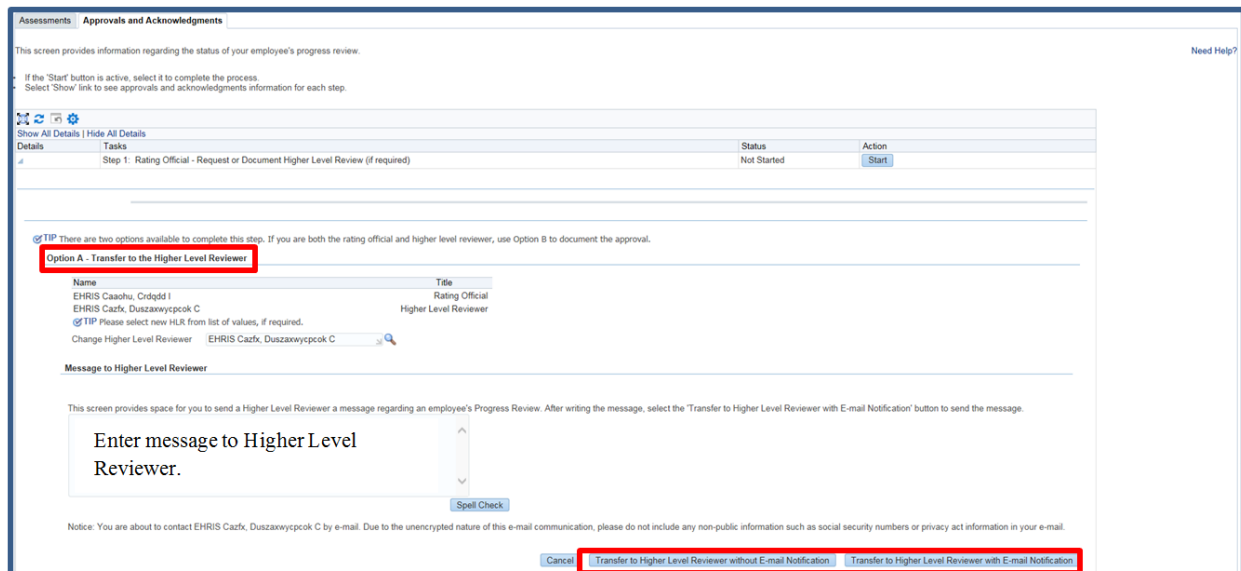 Assessments Approvals and Acknowledgments
This screen provides information regarding the status of your employee's progress review.
Need Help?
If the 'Start' button is active, select it to complete the process.
Select 'Show' link to see approvals and acknowledgments information for each step.
Show All Details | Hide All Details
Details Tasks Status Action
Step 1: Rating Official - Request or Document Higher Level Review (if required) Not Started Start
TIP There are two options available to complete this step. If you are both the rating official and higher level reviewer, use Option B to document the approval.
Option A - Transfer to the Higher Level Reviewer
Name Title
EHRIS Caaohu, Crdqdd I Rating Official
EHRIS Cazfx, Duszaxwycpcok C Higher Level Reviewer
TIP Please select new HLR from list of values, if required.
Change Higher Level Reviewer EHRIS Cazfx, Duszaxwycpcok C
Message to Higher Level Reviewer
This screen provides space for you to send a Higher Level Reviewer a message regarding an employee's Progress Review. After writing the message, select the 'Transfer to Higher Level Reviewer with E-mail Notification' button to send the message.
Enter message to Higher Level
Reviewer.
Spell Check
Notice: You are about to contact EHRIS Cazfx, Duszaxwycpcok C by e-mail. Due to the unencrypted nature of this e-mail communication, please do not include any non-public information such as social security numbers or privacy act information in your e-mail.
Cancel Transfer to Higher Level Reviewer without E-mail Notification Transfer to Higher Level Reviewer with E-mail Notification